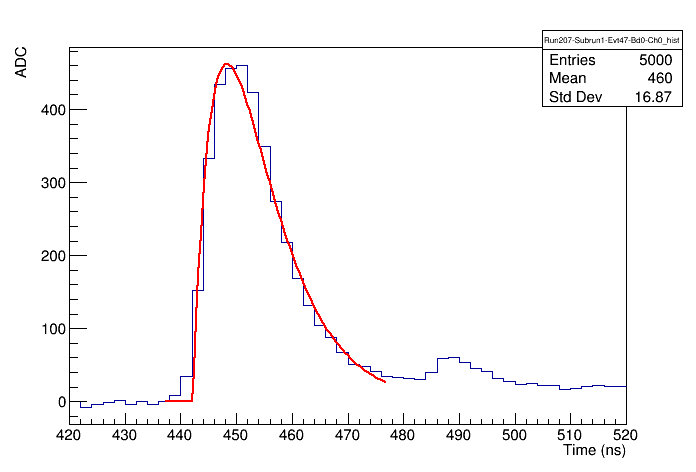 Run207-Subrun1-Evt47-Bd0-Ch0_hist
Entries 5000
Mean 460
Std Dev 16.87
ADC
400
300
200
100
0
420 430 440 450 460 470 480 490 500 510 520
Time (ns)